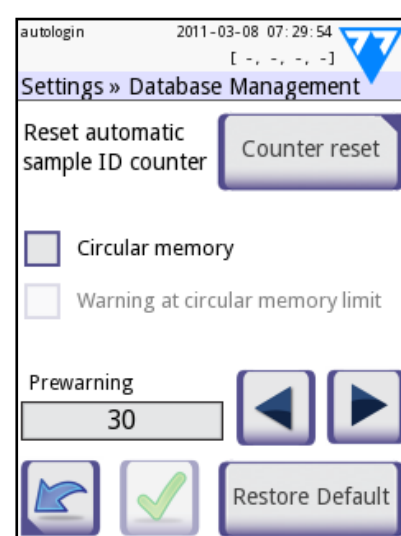 autologin 2011-03-08 07:29:54
[ -, -, -, -]
Settings » Database Management
Reset automatic
sample ID counter
Counter reset
Circular memory
Warning at circular memory limit
Prewarning
30
Restore Default